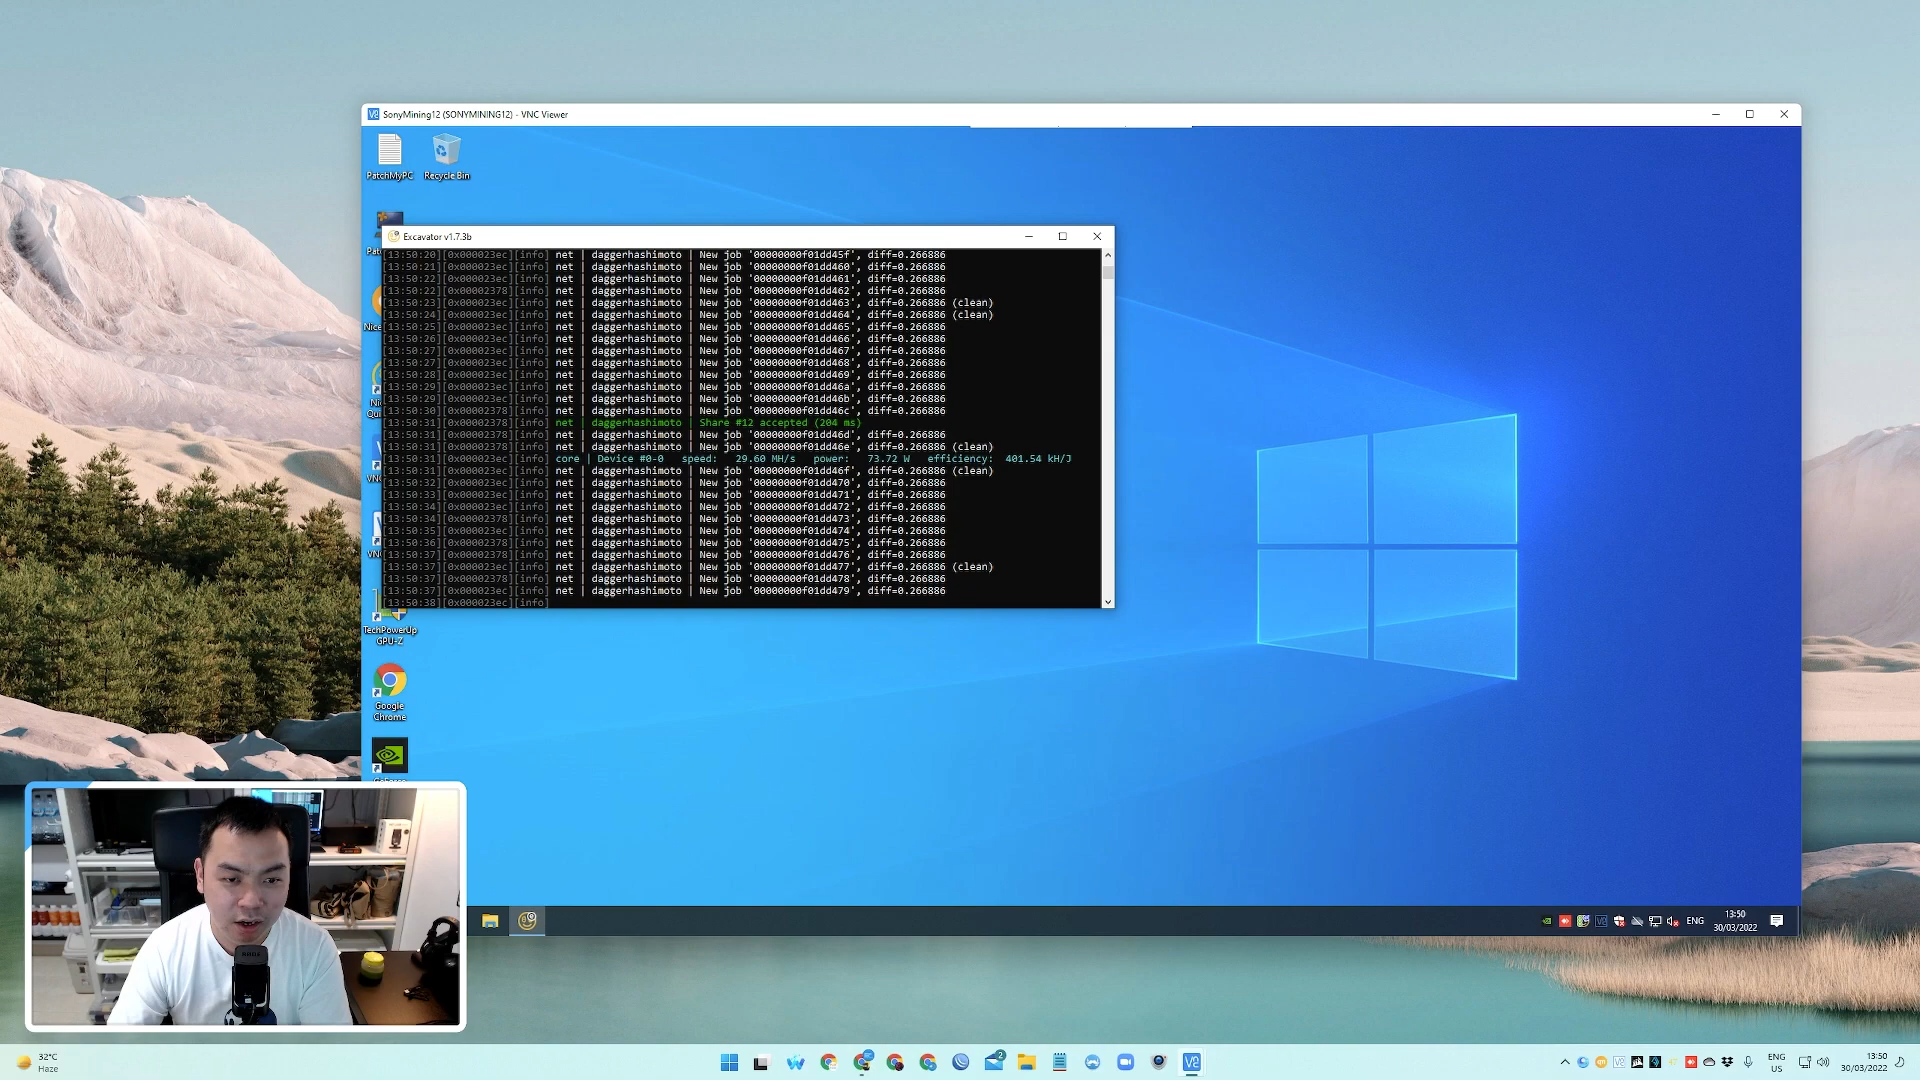 SonyMining12 (SONYMINING12) - VNC Viewer
PatchMyPC
Recycle Bin
Excavator v1.7.3b
[13:50:20][0x000023ec][info] net | daggerhashimoto | New job '00000000f01dd45f', diff=0.266886
[13:50:21][0x000023ec][info] net | daggerhashimoto | New job '00000000f01dd460', diff=0.266886
[13:50:22][0x000023ec][info] net | daggerhashimoto | New job '00000000f01dd461', diff=0.266886
[13:50:22][0x00002378][info] net | daggerhashimoto | New job '00000000f01dd462', diff=0.266886
[13:50:23][0x000023ec][info] net | daggerhashimoto | New job '00000000f01dd463', diff=0.266886 (clean)
[13:50:24][0x000023ec][info] net | daggerhashimoto | New job '00000000f01dd464', diff=0.266886 (clean)
[13:50:25][0x000023ec][info] net | daggerhashimoto | New job '00000000f01dd465', diff=0.266886
[13:50:26][0x000023ec][info] net | daggerhashimoto | New job '00000000f01dd466', diff=0.266886
[13:50:27][0x000023ec][info] net | daggerhashimoto | New job '00000000f01dd467', diff=0.266886
[13:50:27][0x000023ec][info] net | daggerhashimoto | New job '00000000f01dd468', diff=0.266886
[13:50:28][0x000023ec][info] net | daggerhashimoto | New job '00000000f01dd469', diff=0.266886
[13:50:29][0x000023ec][info] net | daggerhashimoto | New job '00000000f01dd46a', diff=0.266886
[13:50:29][0x000023ec][info] net | daggerhashimoto | New job '00000000f01dd46b', diff=0.266886
[13:50:30][0x00002378][info] net | daggerhashimoto | New job '00000000f01dd46c', diff=0.266886
[13:50:31][0x00002378][info] net | daggerhashimoto | Share #12 accepted (204 ms)
[13:50:31][0x00002378][info] net | daggerhashimoto | New job '00000000f01dd46d', diff=0.266886
[13:50:31][0x00002378][info] net | daggerhashimoto | New job '00000000f01dd46e', diff=0.266886 (clean)
[13:50:31][0x000023ec][info] core | Device #0-0 speed: 29.60 MH/s power: 73.72 W efficiency: 401.54 kH/J
[13:50:31][0x000023ec][info] net | daggerhashimoto | New job '00000000f01dd46f', diff=0.266886 (clean)
[13:50:32][0x000023ec][info] net | daggerhashimoto | New job '00000000f01dd470', diff=0.266886
[13:50:33][0x000023ec][info] net | daggerhashimoto | New job '00000000f01dd471', diff=0.266886
[13:50:34][0x000023ec][info] net | daggerhashimoto | New job '00000000f01dd472', diff=0.266886
[13:50:34][0x00002378][info] net | daggerhashimoto | New job '00000000f01dd473', diff=0.266886
[13:50:35][0x000023ec][info] net | daggerhashimoto | New job '00000000f01dd474', diff=0.266886
[13:50:36][0x00002378][info] net | daggerhashimoto | New job '00000000f01dd475', diff=0.266886
[13:50:37][0x00002378][info] net | daggerhashimoto | New job '00000000f01dd476', diff=0.266886
[13:50:37][0x000023ec][info] net | daggerhashimoto | New job '00000000f01dd477', diff=0.266886 (clean)
[13:50:37][0x00002378][info] net | daggerhashimoto | New job '00000000f01dd478', diff=0.266886
[13:50:37][0x000023ec][info] net | daggerhashimoto | New job '00000000f01dd479', diff=0.266886
[13:50:38][0x000023ec][info]
TechPowerUp
GPU-Z
Google
Chrome
ENG
13:50
30/03/2022
32°C
Haze
ENG
US
13:50
30/03/2022